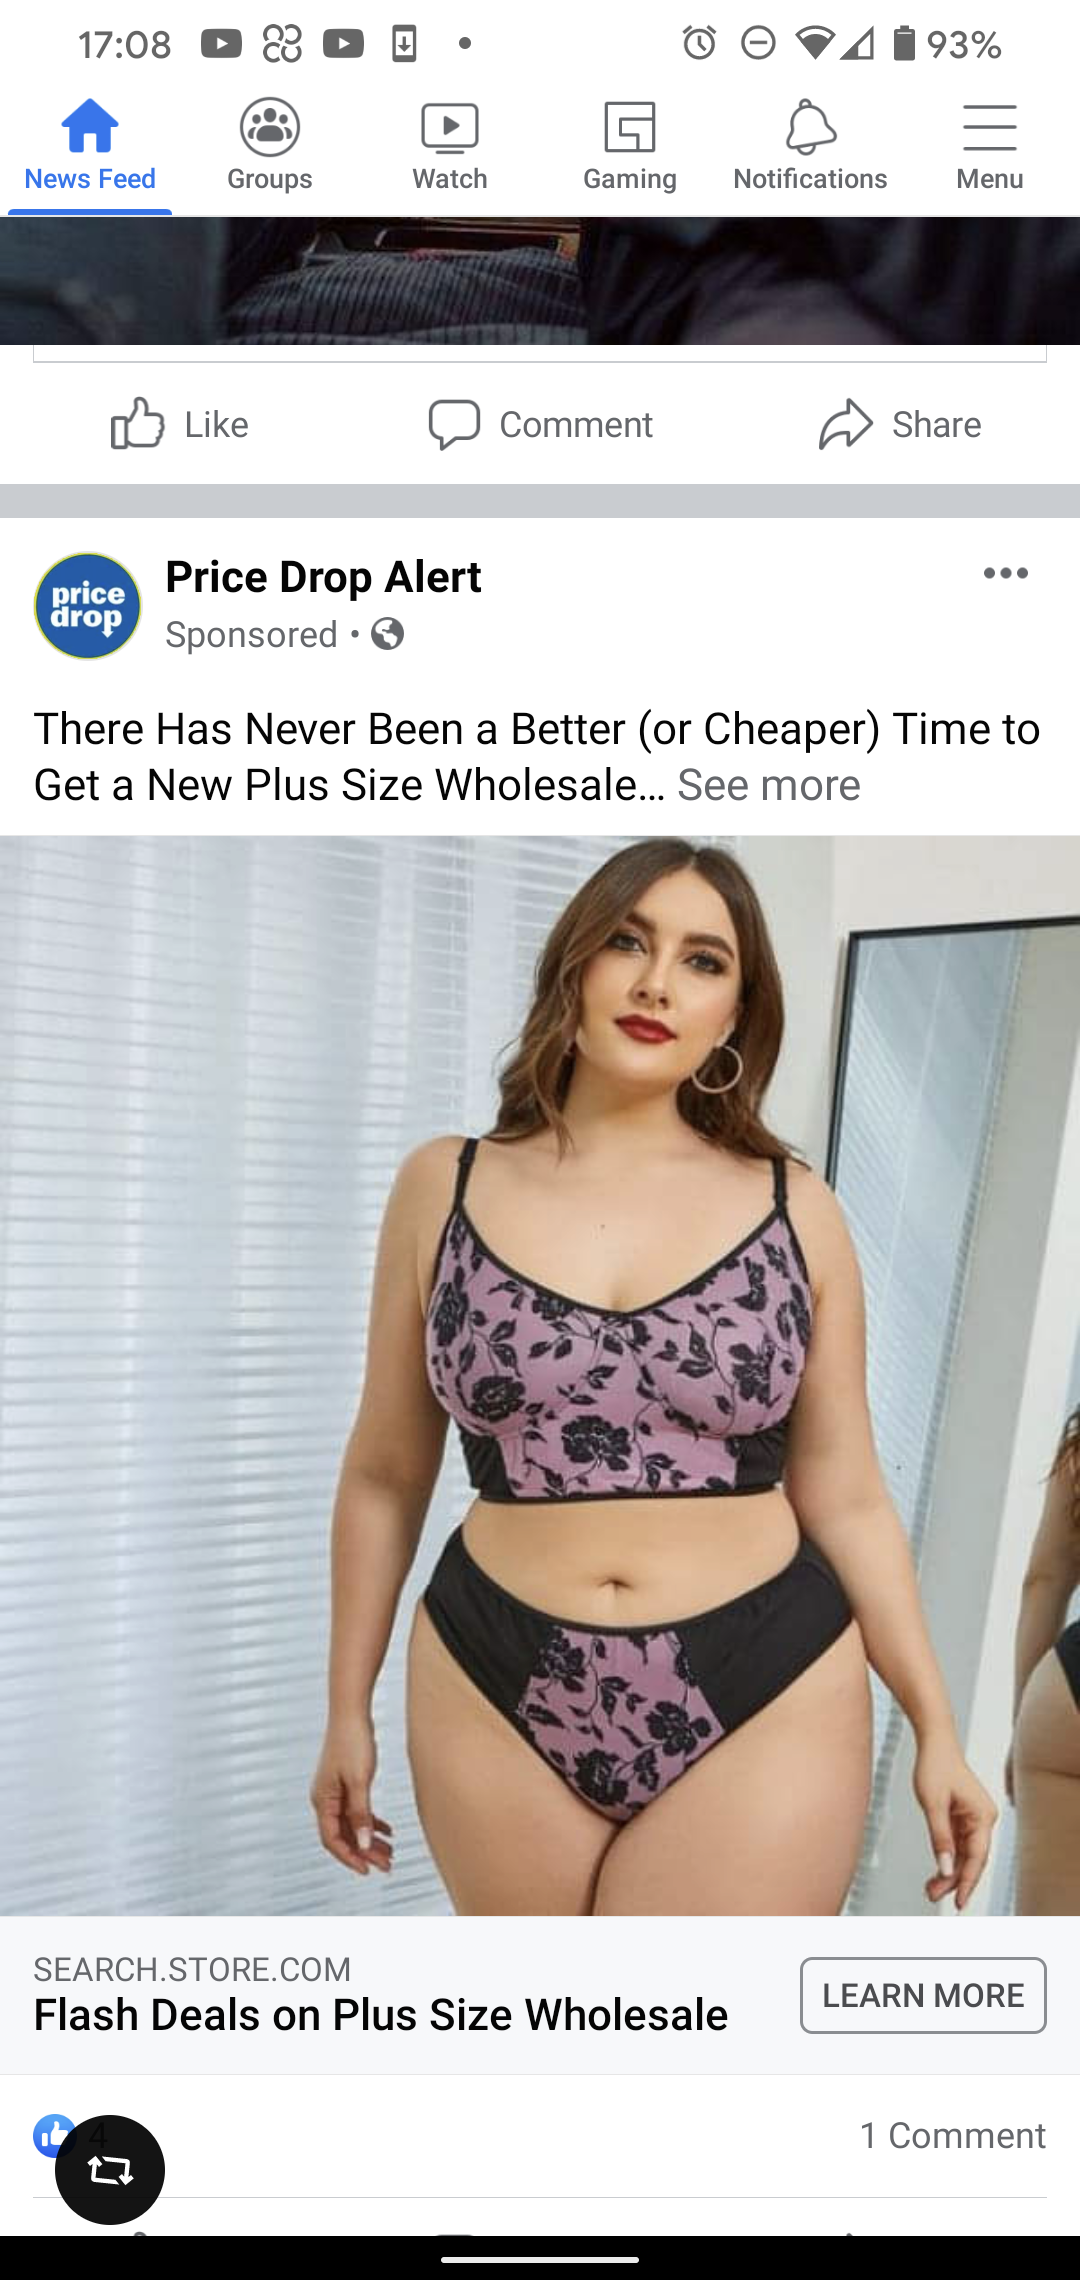 17:08
93%
News Feed
Groups
Watch
Gaming
Notifications
Menu
Like
Comment
Share
price
drop
Price Drop Alert
Sponsored •
There Has Never Been a Better (or Cheaper) Time to
Get a New Plus Size Wholesale... See more
SEARCH.STORE.COM
Flash Deals on Plus Size Wholesale
LEARN MORE
4
1 Comment